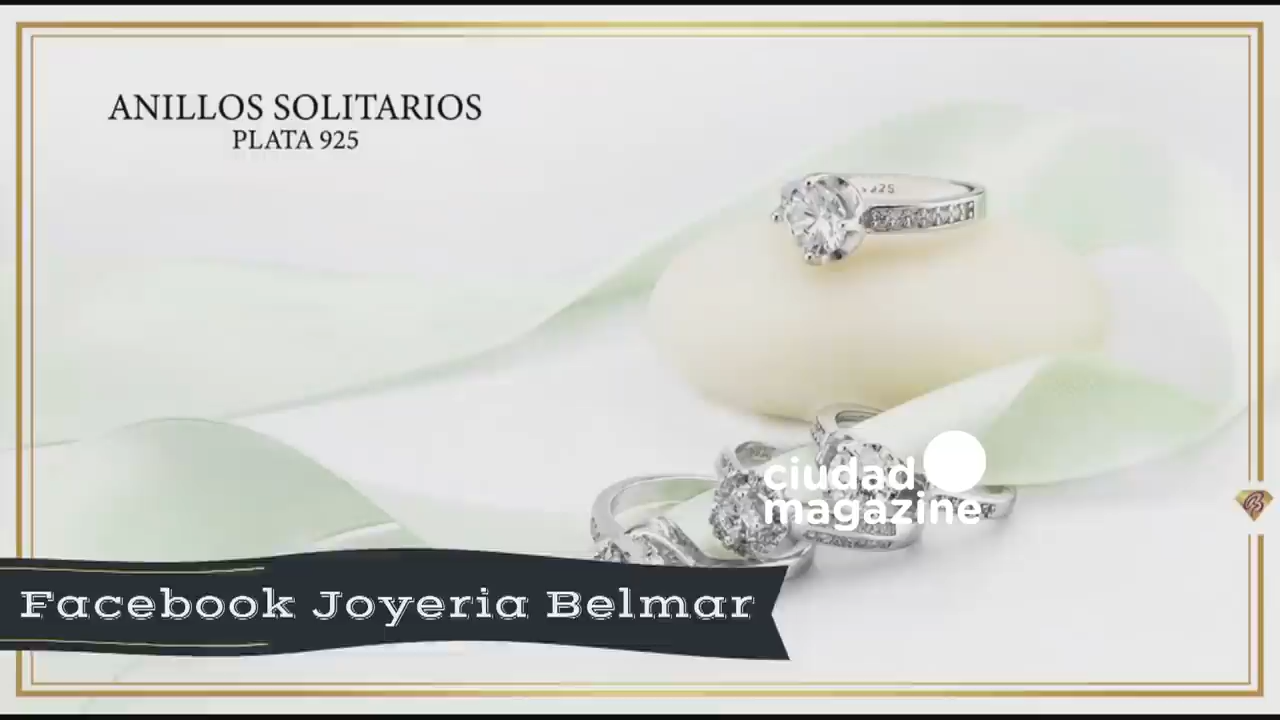 ANILLOS SOLITARIOS
PLATA 925
925
ciudad
magazine
Facebook Joyeria Belmar
B